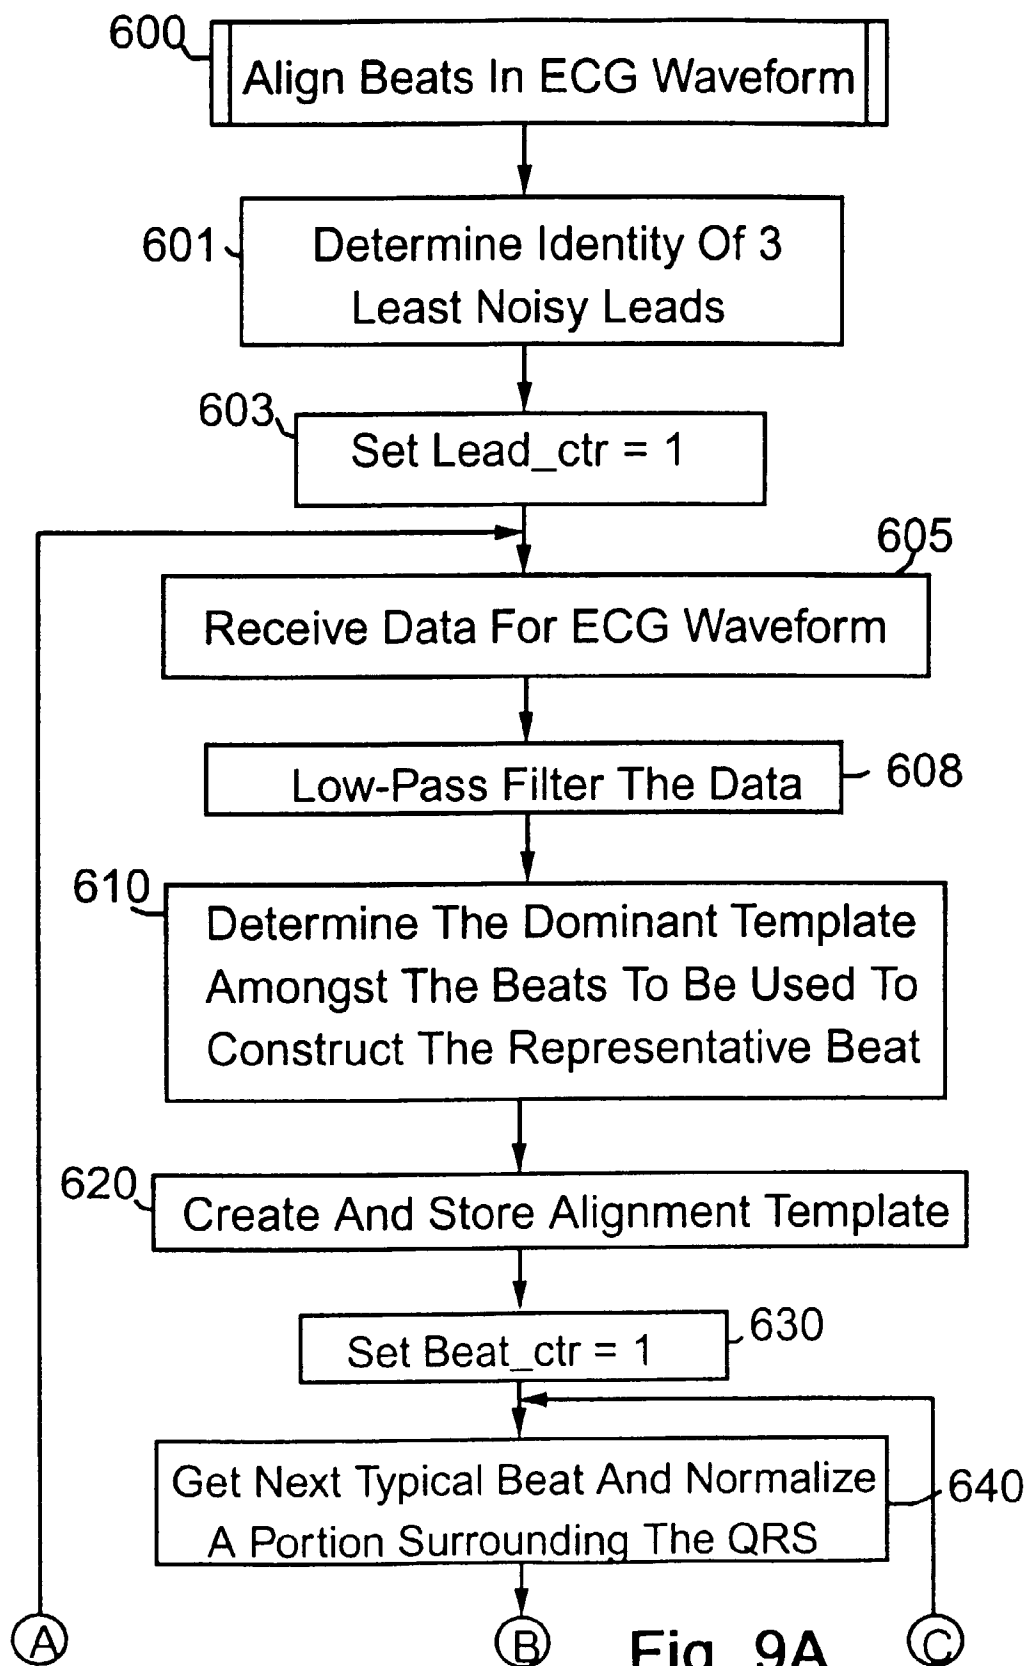 600
Align Beats In ECG Waveform
601
Determine Identity Of 3
Least Noisy Leads
603
Set Lead_ctr = 1
605
Receive Data For ECG Waveform
Low-Pass Filter The Data
608
610
Determine The Dominant Template
Amongst The Beats To Be Used To
Construct The Representative Beat
620
Create And Store Alignment Template
Set Beat_ctr = 1
630
Get Next Typical Beat And Normalize
A Portion Surrounding The QRS
640
A
B
Fig. 9A
C